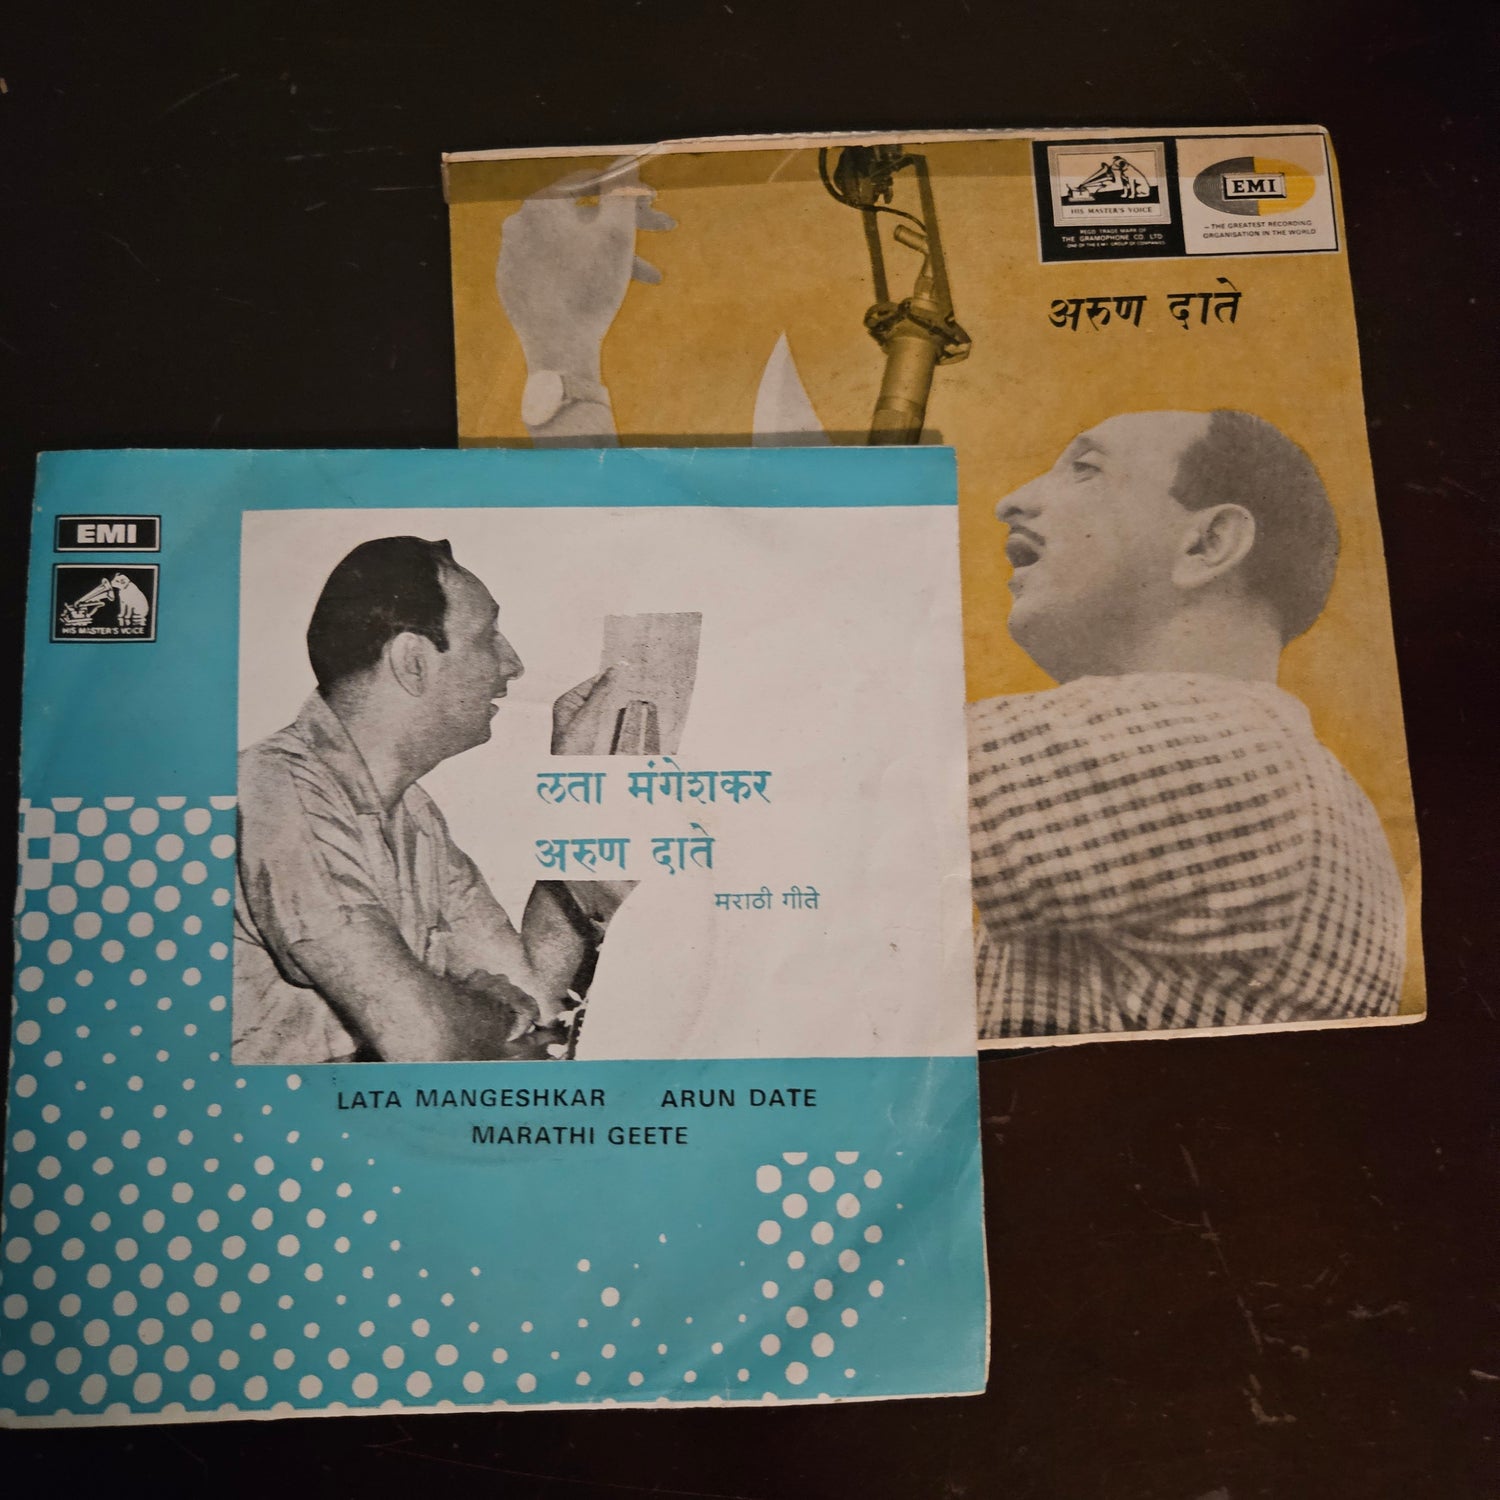 HIS MASTER'S VOICE
REGD. TRADE MARK OF
THE GRAMOPHONE CO. LTD
ONE OF THE E.M.I. GROUP OF COMPANIES
EMI
— THE GREATEST RECORDING
ORGANISATION IN THE WORLD
अरुण दाते
EMI
HIS MASTER'S VOICE
लता मंगेशकर
अरुण दाते
मराठी गीते
LATA MANGESHKAR ARUN DATE
MARATHI GEETE